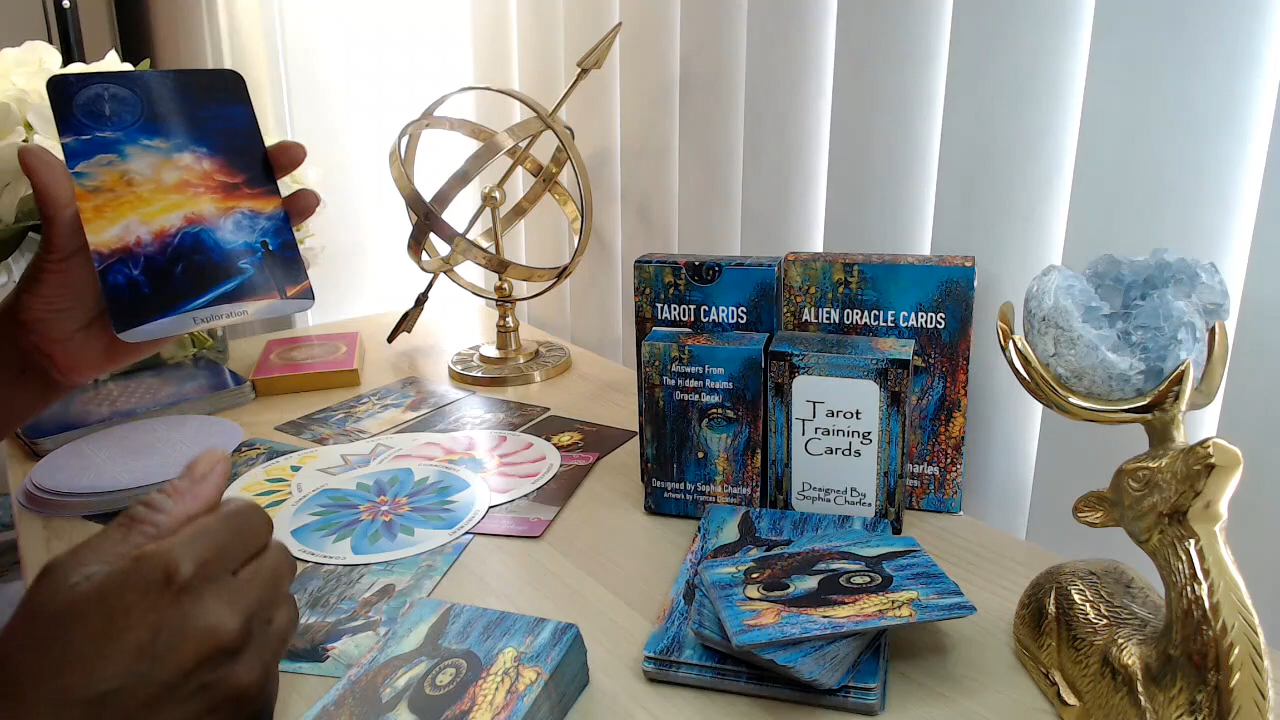 Exploration
TAROT CARDS
ALIEN ORACLE CARDS
Answers From
The Hidden Realms
(Oracle Deck)
Designed by Sophia Charles
Tarot
Training
Cards
Designed By
Sophia Charles
COMMITMENT